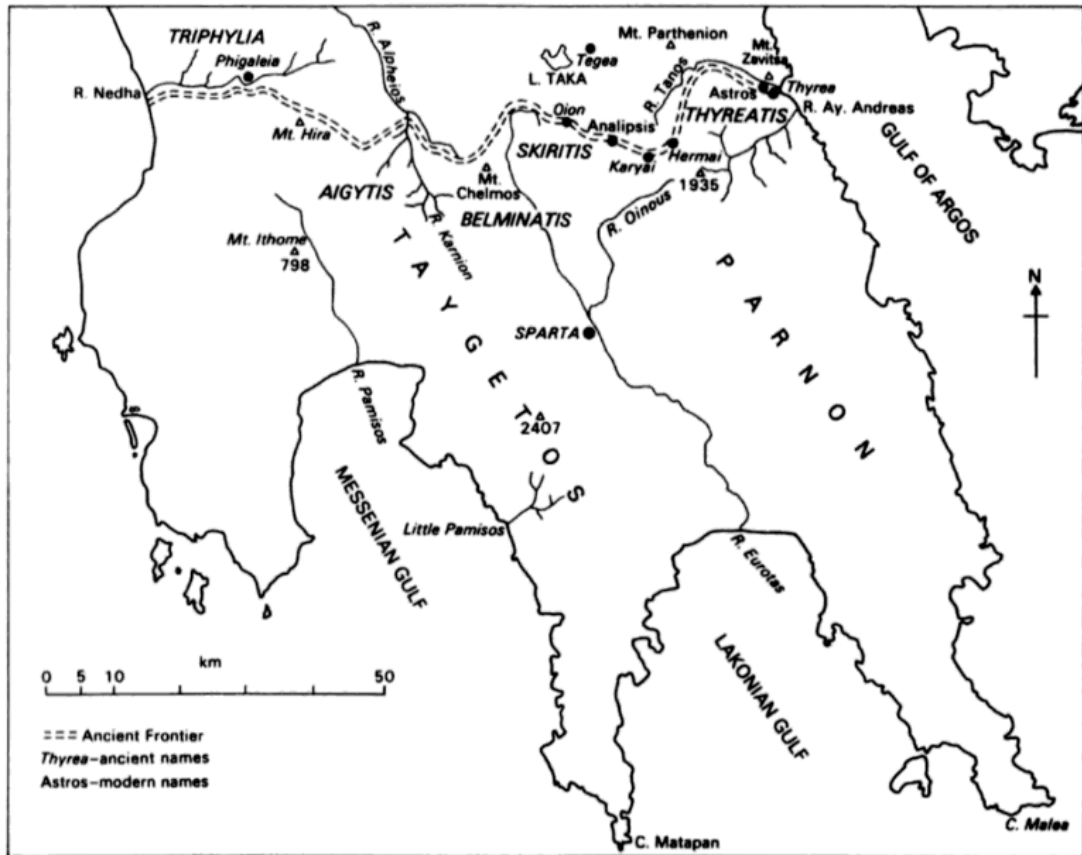 TRIPHYLIA
Phigaleia
R. Nedha
Mt. Hira
R. Alpheios
L. TAKA
Tegea
Mt. Parthenion
Mt.
Zavitsa
R. Tanos
Astros
Thyrea
R. Ay. Andreas
THYREATIS
Oion
Analipsis
SKIRITIS
Karyai
Hermai
1935
AIGYTIS
Mt.
Chelmos
BELMINATIS
R. Karnion
R. Oinous
GULF OF ARGOS
Mt. Ithome
798
TAYGETOS
PARNON
N
SPARTA
R. Pamisos
2407
MESSENIAN GULF
Little Pamisos
R. Eurotas
LAKONIAN GULF
km
0 5 10 50
Ancient Frontier
Thyrea–ancient names
Astros–modern names
C. Matapan
C. Malea